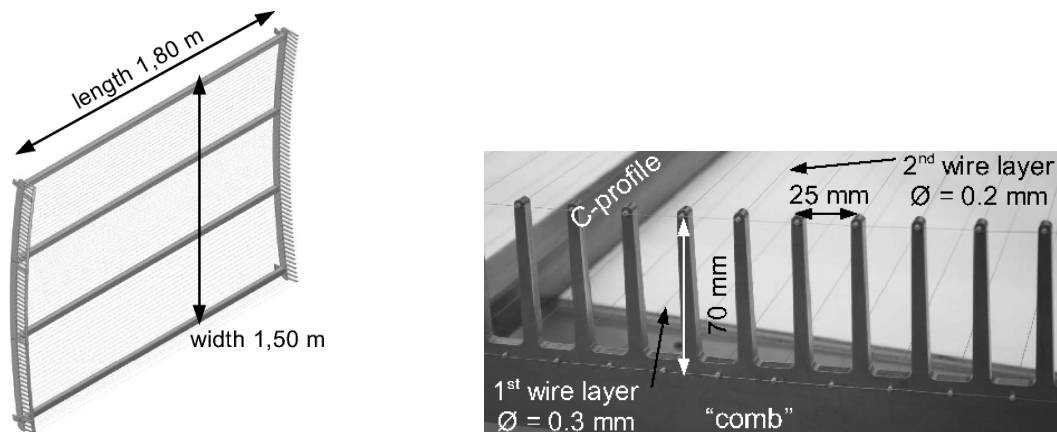 length 1,80 m
width 1,50 m
C-profile
2nd wire layer
Ø = 0.2 mm
25 mm
70 mm
1st wire layer
Ø = 0.3 mm
“comb”